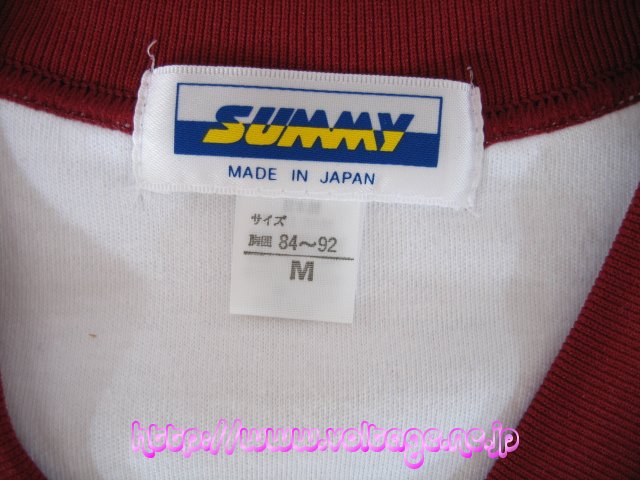 SUMMY
MADE IN JAPAN
サイズ
胸囲 84～92
M
http://www.voltage.ne.jp